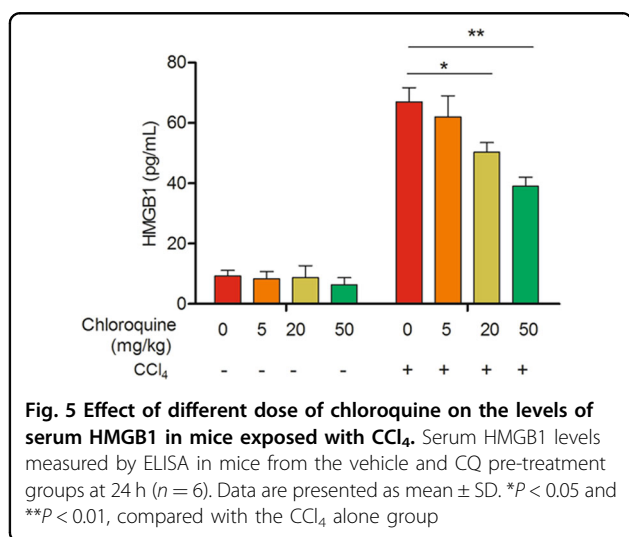 **
*
80
60
40
20
0
HMGB1 (pg/mL)
Chloroquine 0 5 20 50 0 5 20 50
(mg/kg)
CCl₄ - - - - + + + +
Fig. 5 Effect of different dose of chloroquine on the levels of
serum HMGB1 in mice exposed with CCl₄. Serum HMGB1 levels
measured by ELISA in mice from the vehicle and CQ pre-treatment
groups at 24 h (n = 6). Data are presented as mean ± SD. *P < 0.05 and
**P < 0.01, compared with the CCl₄ alone group